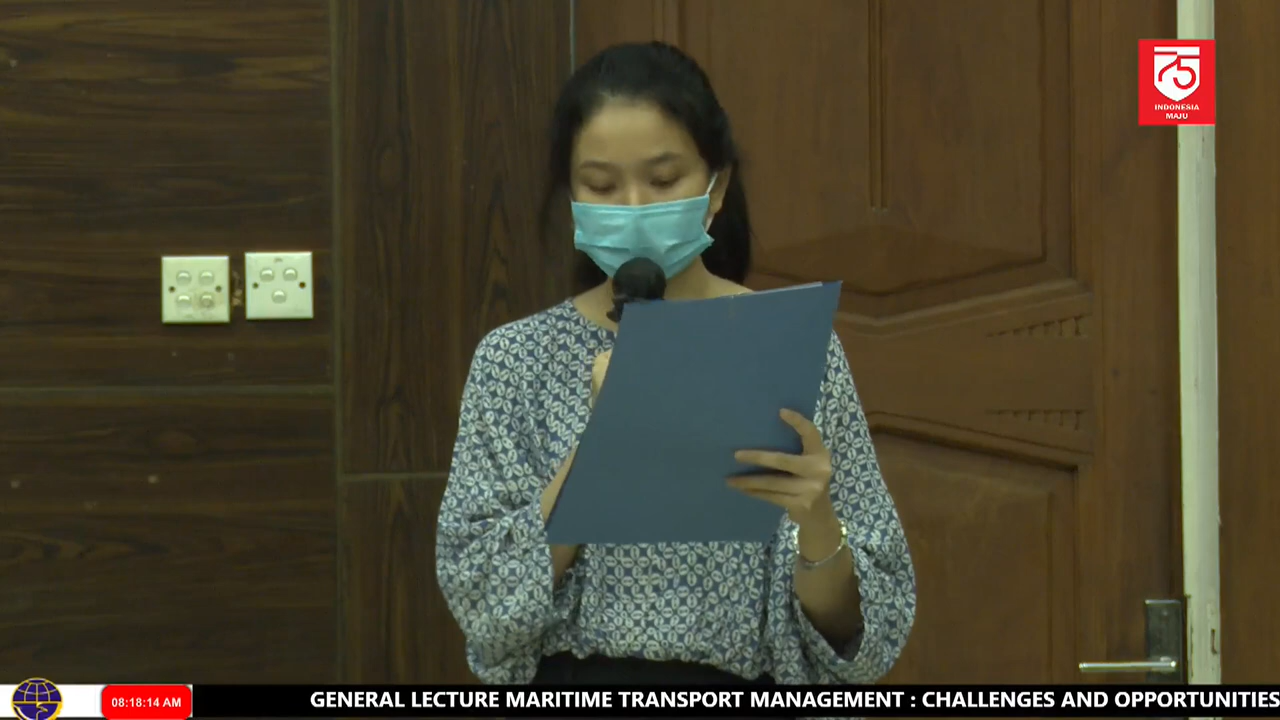 75
INDONESIA
MAJU
08:18:14 AM
GENERAL LECTURE MARITIME TRANSPORT MANAGEMENT : CHALLENGES AND OPPORTUNITIES